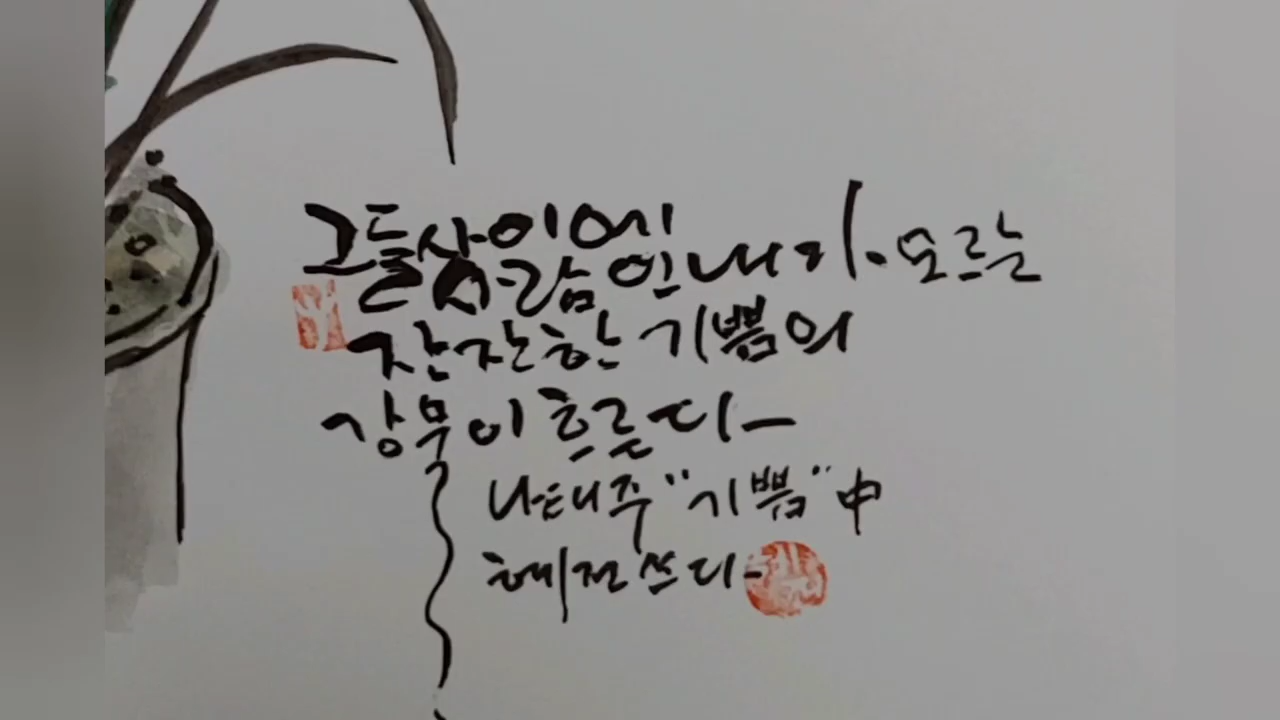 그들 사이에
사람인 내가 모르는
잔잔한 기쁨의
강물이 흐른다-
나태주 "기쁨" 中
혜전 쓰다-